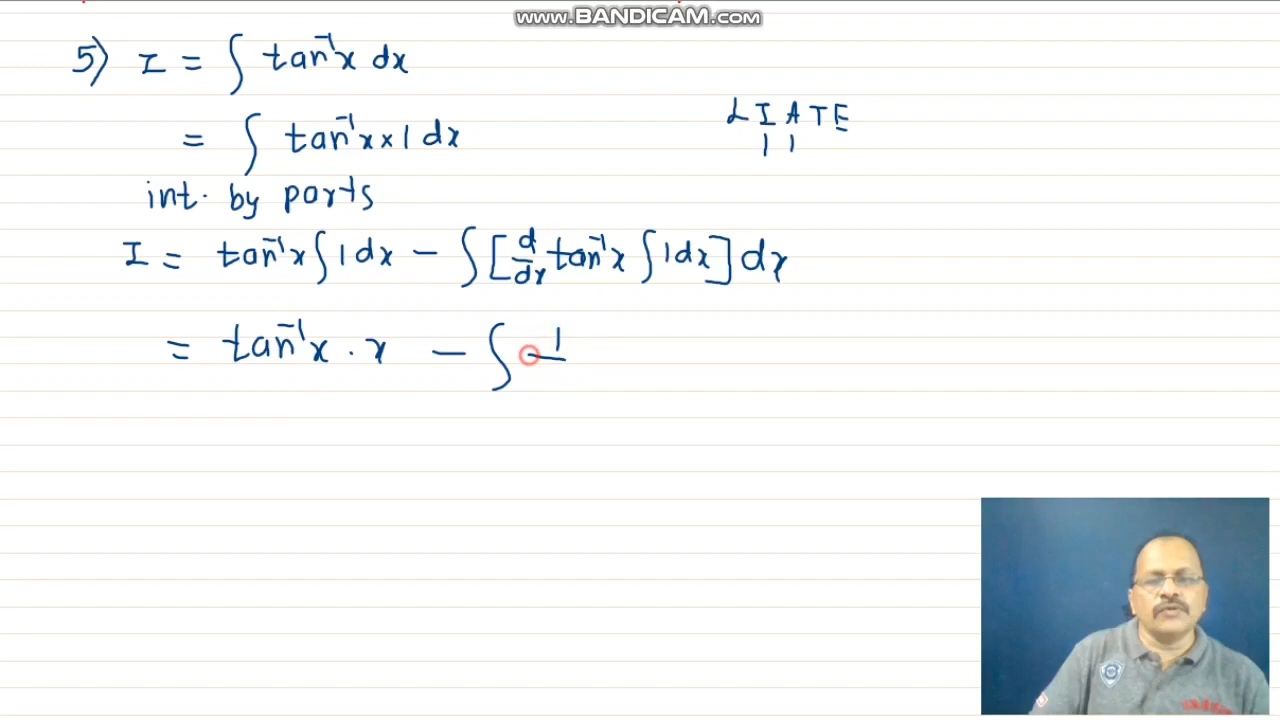 www.BANDICAM.com
5) I = ∫ tan⁻¹x dx
LIATE
= ∫ tan⁻¹x × 1 dx
int. by parts
I = tan⁻¹x ∫ 1 dx − ∫ [d/dx tan⁻¹x ∫ 1 dx] dx
= tan⁻¹x · x − ∫ 1